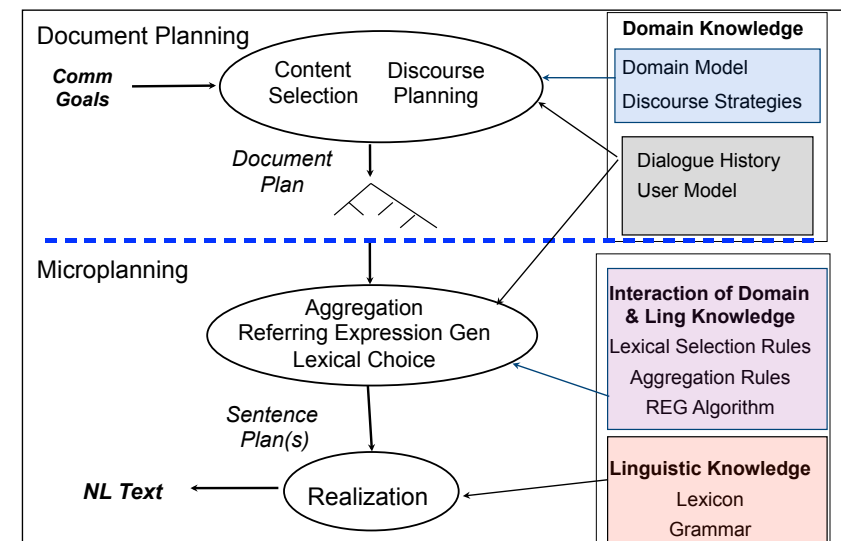 Document Planning
Comm
Goals
Content
Selection
Discourse
Planning
Document
Plan
Domain Knowledge
Domain Model
Discourse Strategies
Dialogue History
User Model
Microplanning
Aggregation
Referring Expression Gen
Lexical Choice
Sentence
Plan(s)
NL Text
Realization
Interaction of Domain
& Ling Knowledge
Lexical Selection Rules
Aggregation Rules
REG Algorithm
Linguistic Knowledge
Lexicon
Grammar